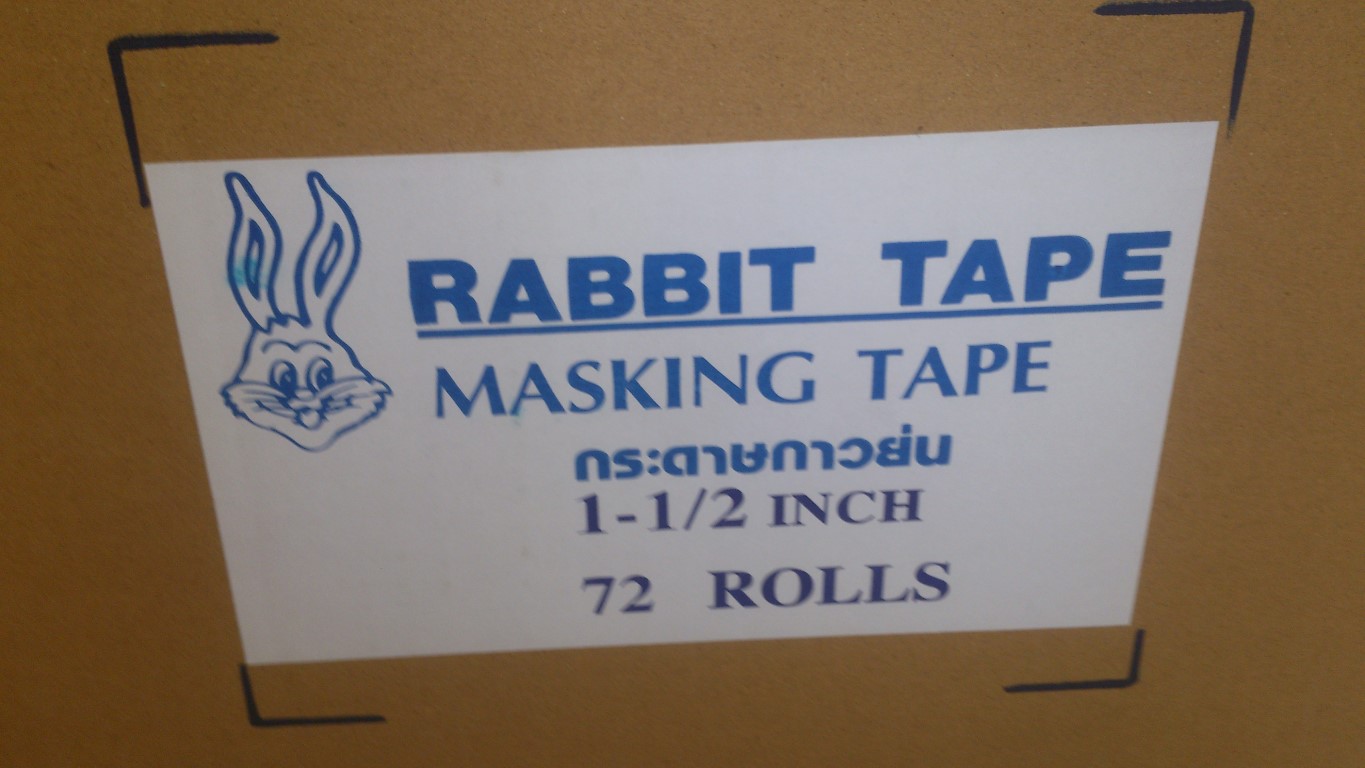 RABBIT TAPE
MASKING TAPE
กระดาษกาวย่น
1-1/2 INCH
72 ROLLS